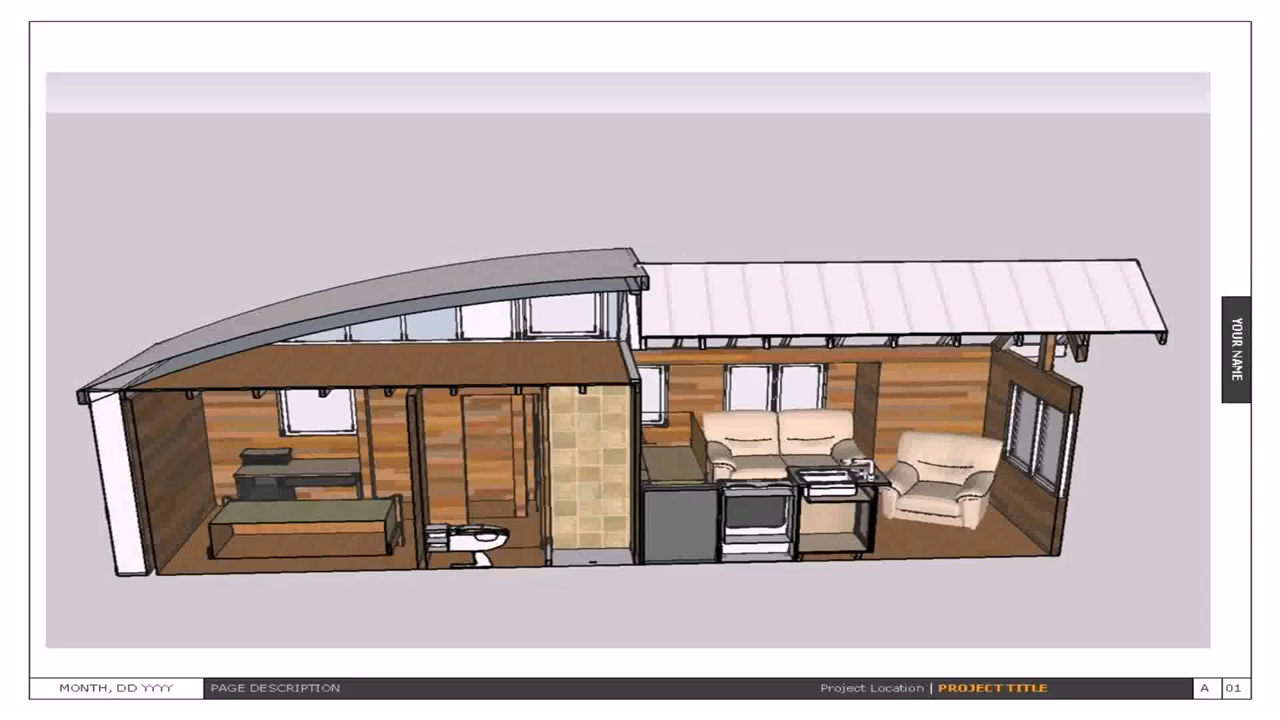 YOUR NAME
MONTH, DD YYYY
PAGE DESCRIPTION
Project Location | PROJECT TITLE
A 01